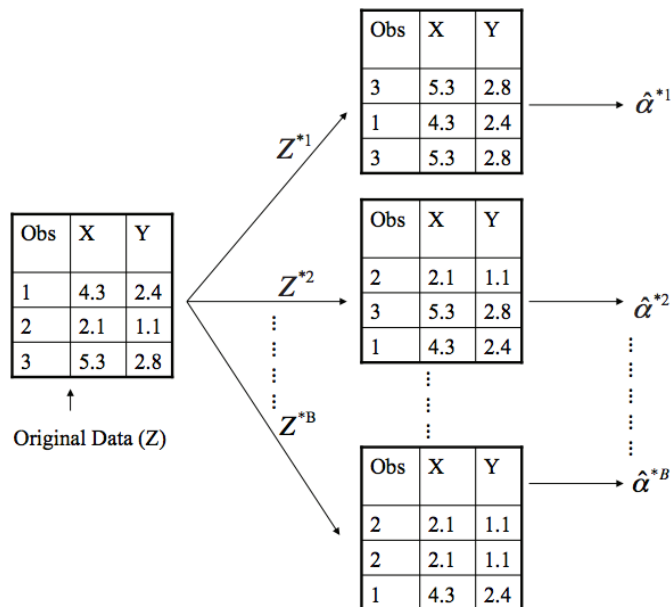 Obs X Y
3 5.3 2.8
1 4.3 2.4
3 5.3 2.8
α̂*1
Z*1
Obs X Y
1 4.3 2.4
2 2.1 1.1
3 5.3 2.8
Original Data (Z)
Z*2
Obs X Y
2 2.1 1.1
3 5.3 2.8
1 4.3 2.4
α̂*2
Z*B
Obs X Y
2 2.1 1.1
2 2.1 1.1
1 4.3 2.4
α̂*B